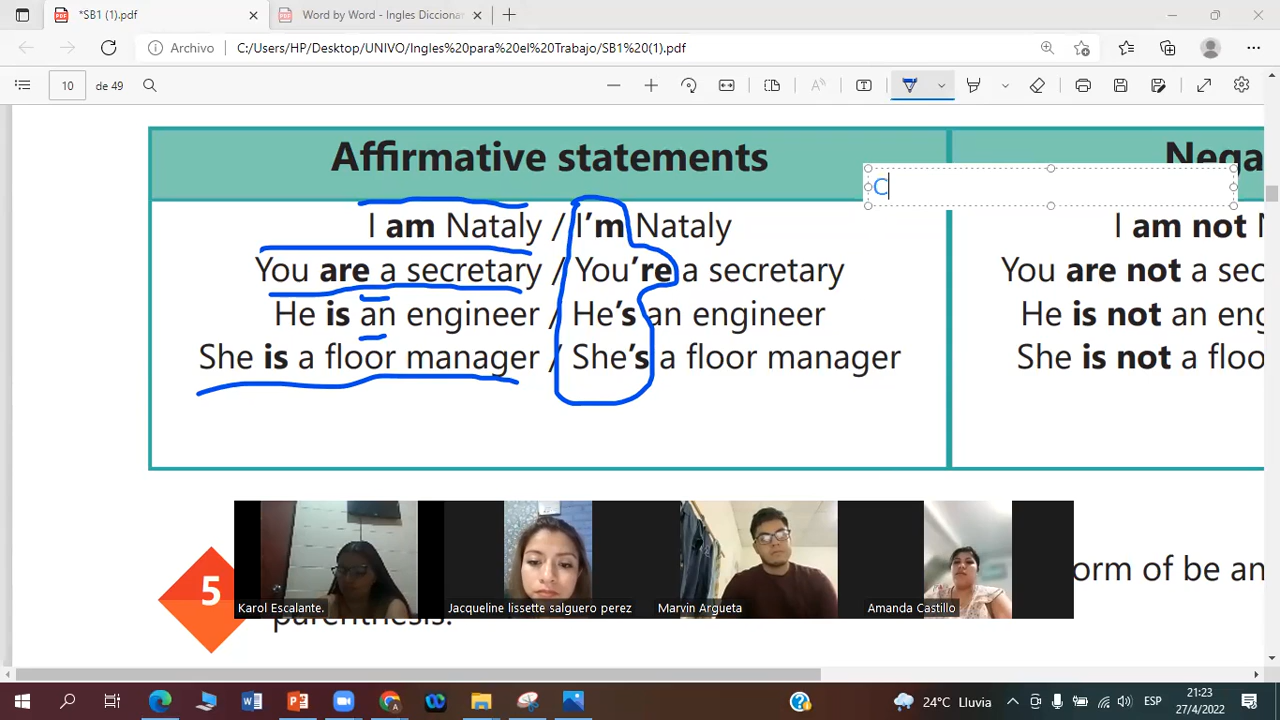 *SB1 (1).pdf
Word by Word - Ingles Dicciona
Archivo
C:/Users/HP/Desktop/UNIVO/Ingles%20para%20el%20Trabajo/SB1%20(1).pdf
10 de 49
Affirmative statements
Nega
C
I am Nataly / I'm Nataly
I am not N
You are a secretary / You're a secretary
You are not a sec
He is an engineer / He's an engineer
He is not an eng
She is a floor manager / She's a floor manager
She is not a floo
5
orm of be an
parenthesis.
Karol Escalante.
Jacqueline lissette salguero perez
Marvin Argueta
Amanda Castillo
24°C Lluvia
ESP
21:23
27/4/2022